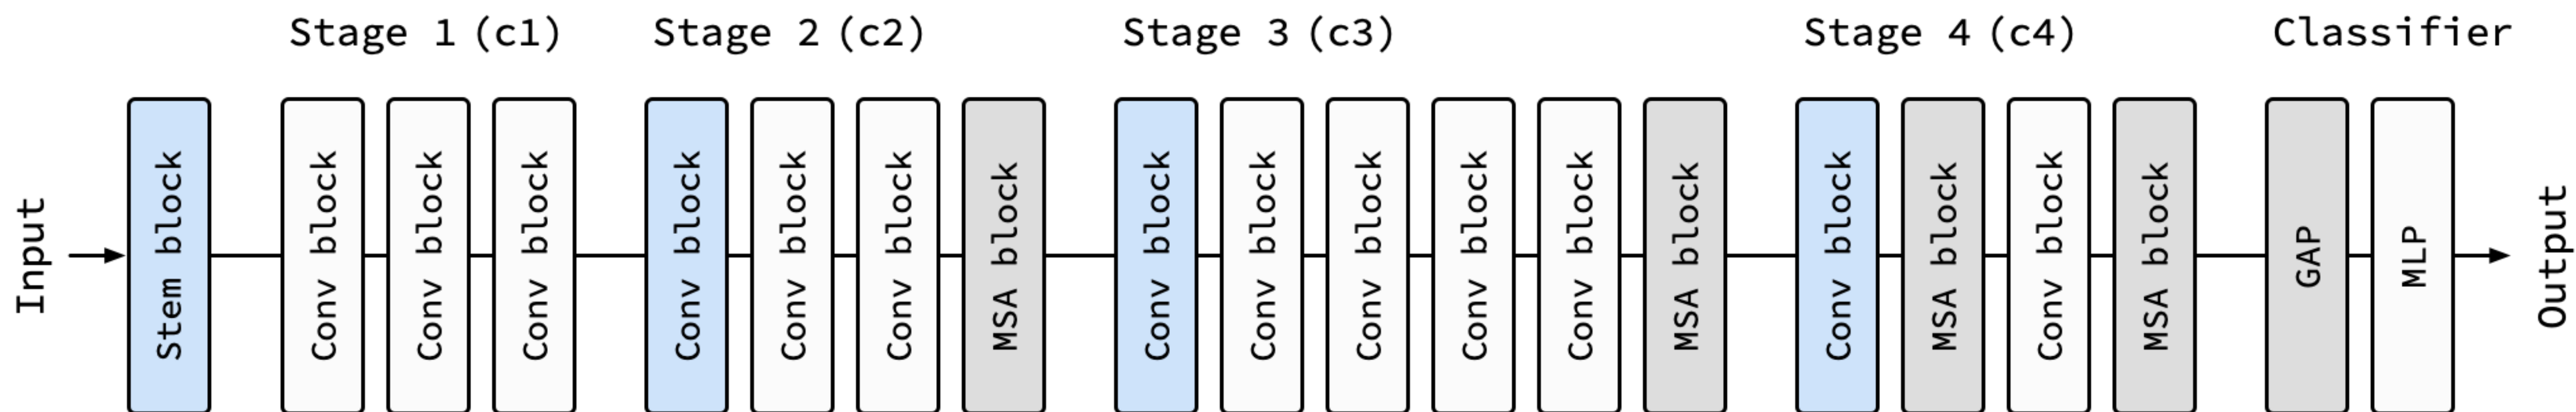 Stage 1 (c1)
Stage 2 (c2)
Stage 3 (c3)
Stage 4 (c4)
Classifier
Input
Stem block
Conv block
Conv block
Conv block
Conv block
Conv block
Conv block
MSA block
Conv block
Conv block
Conv block
Conv block
Conv block
MSA block
Conv block
MSA block
Conv block
MSA block
GAP
MLP
Output